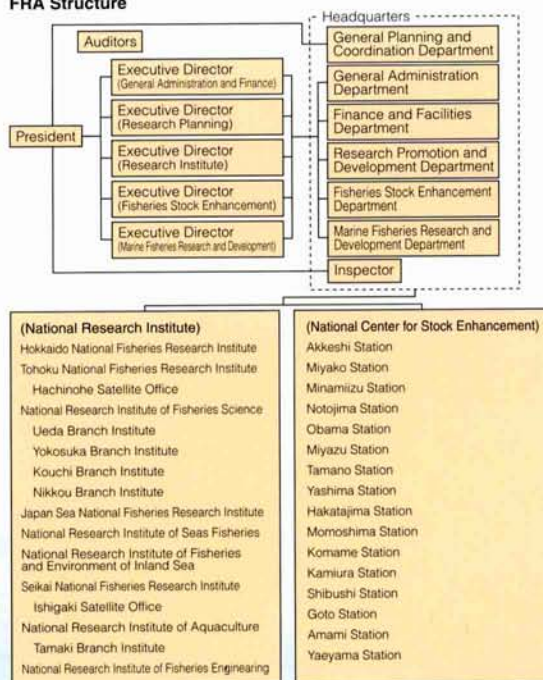 FRA Structure
Headquarters
Auditors
President
Executive Director
(General Administration and Finance)
Executive Director
(Research Planning)
Executive Director
(Research Institute)
Executive Director
(Fisheries Stock Enhancement)
Executive Director
(Marine Fisheries Research and Development)
General Planning and
Coordination Department
General Administration
Department
Finance and Facilities
Department
Research Promotion and
Development Department
Fisheries Stock Enhancement
Department
Marine Fisheries Research and
Development Department
Inspector
(National Research Institute)
Hokkaido National Fisheries Research Institute
Tohoku National Fisheries Research Institute
Hachinohe Satellite Office
National Research Institute of Fisheries Science
Ueda Branch Institute
Yokosuka Branch Institute
Kouchi Branch Institute
Nikkou Branch Institute
Japan Sea National Fisheries Research Institute
National Research Institute of Seas Fisheries
National Research Institute of Fisheries
and Environment of Inland Sea
Seikai National Fisheries Research Institute
Ishigaki Satellite Office
National Research Institute of Aquaculture
Tamaki Branch Institute
National Research Institute of Fisheries Enginearing
(National Center for Stock Enhancement)
Akkeshi Station
Miyako Station
Minamiizu Station
Notojima Station
Obama Station
Miyazu Station
Tamano Station
Yashima Station
Hakatajima Station
Momoshima Station
Komame Station
Kamiura Station
Shibushi Station
Goto Station
Amami Station
Yaeyama Station